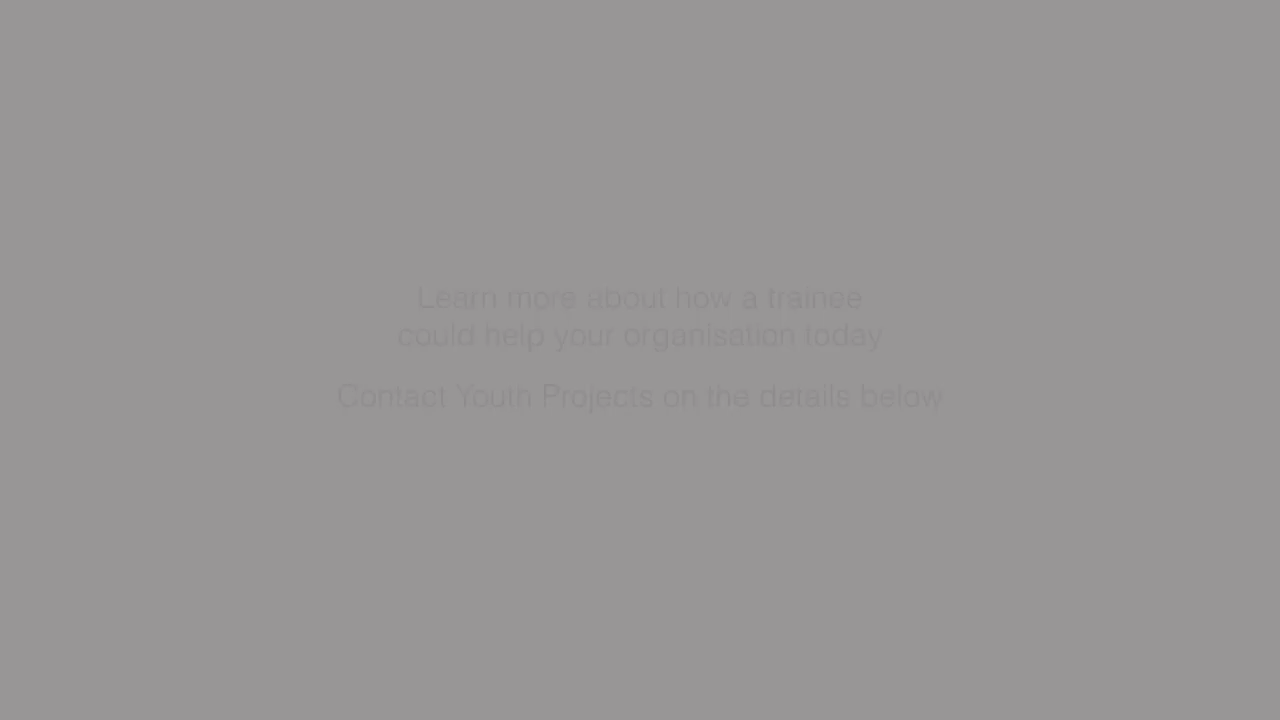 Learn more about how a trainee
could help your organisation today
Contact Youth Projects on the details below